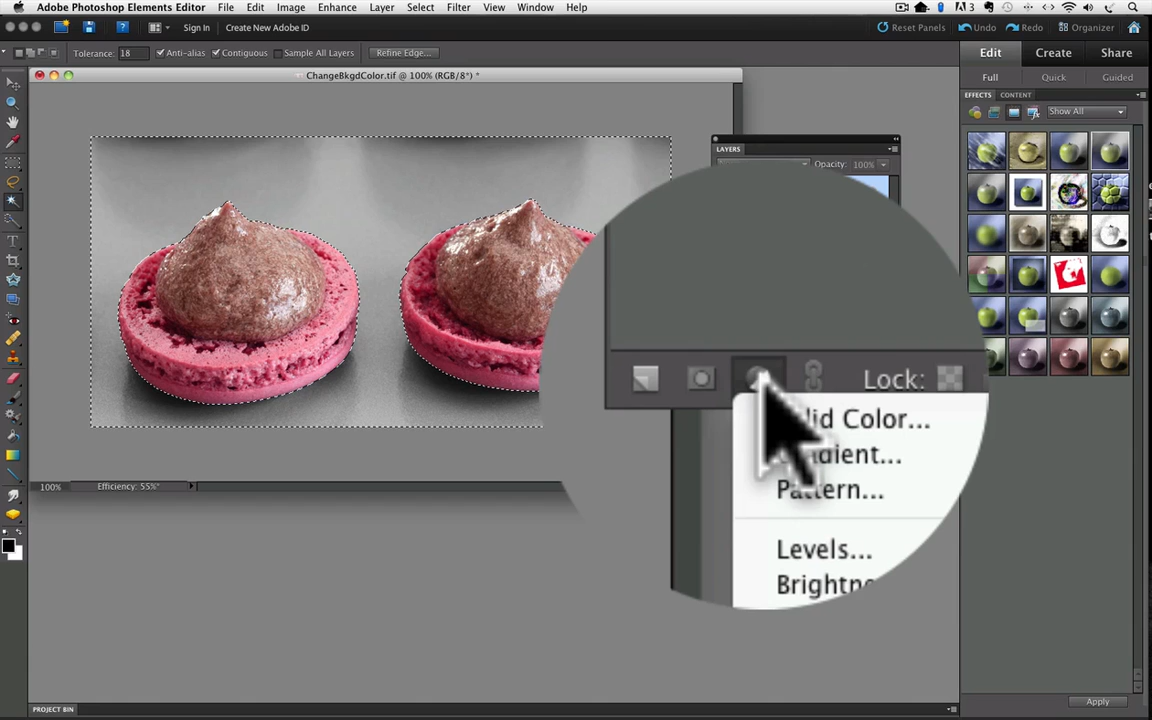 Adobe Photoshop Elements Editor File Edit Image Enhance Layer Select Filter View Window Help
Sign In Create New Adobe ID Reset Panels Undo Redo Organizer
Tolerance: 18 Anti-alias Contiguous Sample All Layers Refine Edge...
Edit Create Share
Full Quick Guided
ChangeBkgdColor.tif @ 100% (RGB/8*) *
EFFECTS CONTENT
Show All
LAYERS
Opacity: 100%
Lock:
Color...
Pattern...
Levels...
100% Efficiency: 55%*
Apply
PROJECT BIN